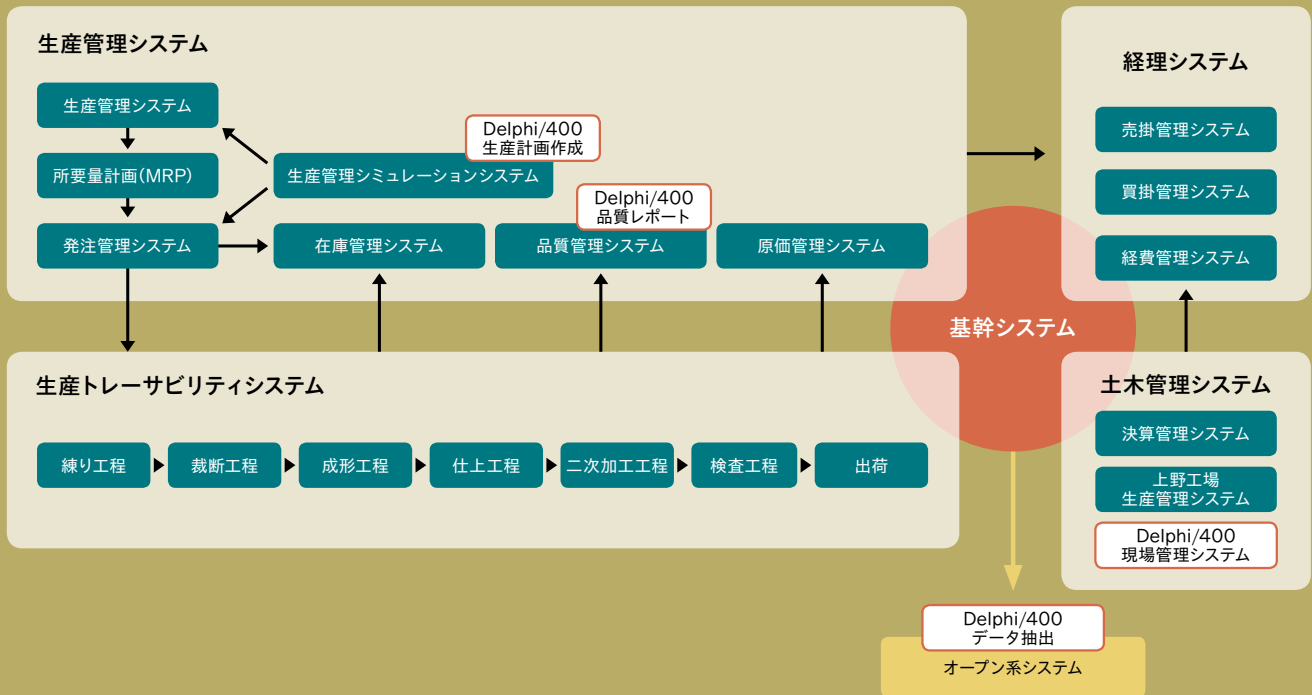 生産管理システム
生産管理システム
Delphi/400
生産計画作成
所要量計画(MRP)
生産管理シミュレーションシステム
Delphi/400
品質レポート
発注管理システム
在庫管理システム
品質管理システム
原価管理システム
経理システム
売掛管理システム
買掛管理システム
経費管理システム
基幹システム
生産トレーサビリティシステム
練り工程
裁断工程
成形工程
仕上工程
二次加工工程
検査工程
出荷
土木管理システム
決算管理システム
上野工場
生産管理システム
Delphi/400
現場管理システム
Delphi/400
データ抽出
オープン系システム